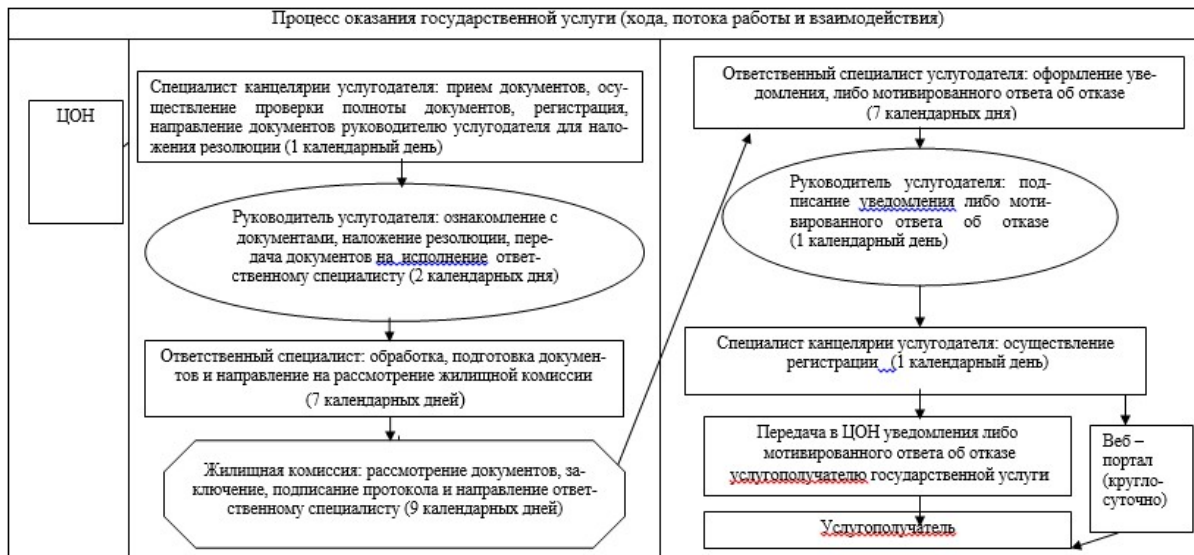 Процесс оказания государственной услуги (хода, потока работы и взаимодействия)
ЦОН
Специалист канцелярии услугодателя: прием документов, осу-
ществление проверки полноты документов, регистрация,
направление документов руководителю услугодателя для нало-
жения резолюции (1 календарный день)
Руководитель услугодателя: ознакомление с
документами, наложение резолюции, пере-
дача документов на исполнение ответ-
ственному специалисту (2 календарных дня)
Ответственный специалист: обработка, подготовка докумен-
тов и направление на рассмотрение жилищной комиссии
(7 календарных дней)
Жилищная комиссия: рассмотрение документов, за-
ключение, подписание протокола и направление ответ-
ственному специалисту (9 календарных дней)
Ответственный специалист услугодателя: оформление уве-
домления, либо мотивированного ответа об отказе
(7 календарных дня)
Руководитель услугодателя: под-
писание уведомления либо моти-
вированного ответа об отказе
(1 календарный день)
Специалист канцелярии услугодателя: осуществление
регистрации (1 календарный день)
Передача в ЦОН уведомления либо
мотивированного ответа об отказе
услугополучателю государственной услуги
Веб –
портал
(кругло-
суточно)
Услугополучатель